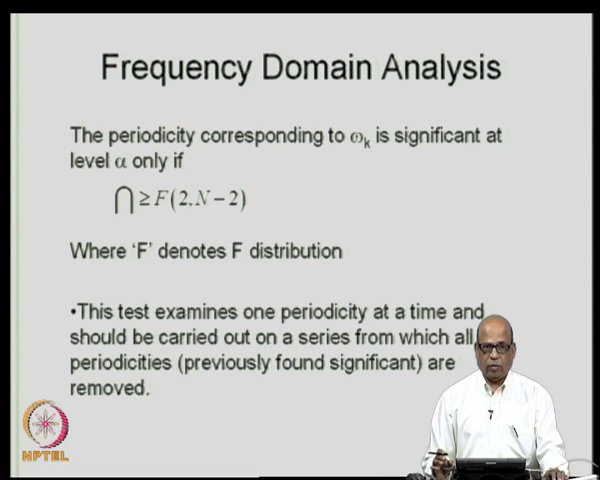 Frequency Domain Analysis
The periodicity corresponding to ωk is significant at
level α only if
⋂ ≥ F(2, N − 2)
Where 'F' denotes F distribution
•This test examines one periodicity at a time and
should be carried out on a series from which all
periodicities (previously found significant) are
removed.
NPTEL